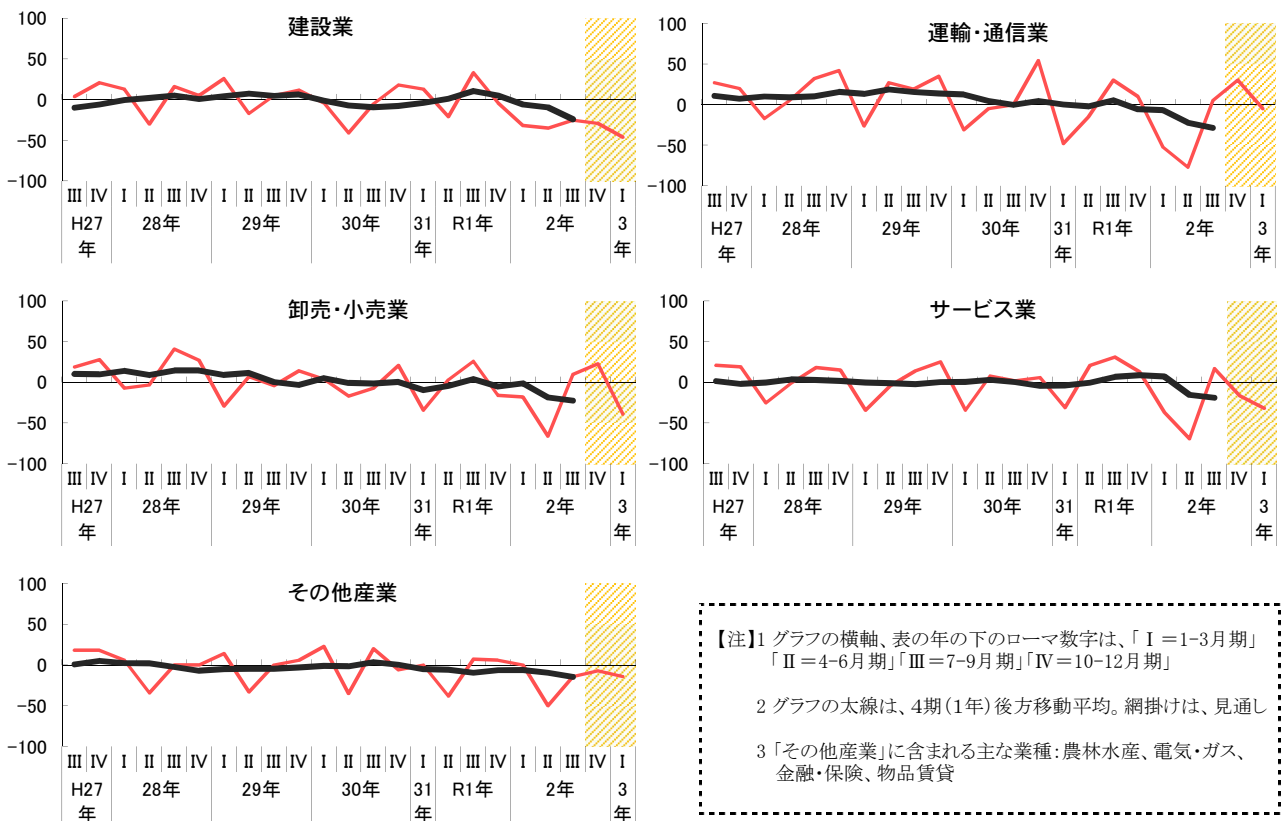 建設業
100
50
0
-50
-100
Ⅲ Ⅳ Ⅰ Ⅱ Ⅲ Ⅳ Ⅰ Ⅱ Ⅲ Ⅳ Ⅰ Ⅱ Ⅲ Ⅳ Ⅰ Ⅱ Ⅲ Ⅳ Ⅰ Ⅱ Ⅲ Ⅳ Ⅰ
H27年 28年 29年 30年 31年 R1年 2年 3年
運輸・通信業
100
50
0
-50
-100
Ⅲ Ⅳ Ⅰ Ⅱ Ⅲ Ⅳ Ⅰ Ⅱ Ⅲ Ⅳ Ⅰ Ⅱ Ⅲ Ⅳ Ⅰ Ⅱ Ⅲ Ⅳ Ⅰ Ⅱ Ⅲ Ⅳ Ⅰ
H27年 28年 29年 30年 31年 R1年 2年 3年
卸売・小売業
100
50
0
-50
-100
Ⅲ Ⅳ Ⅰ Ⅱ Ⅲ Ⅳ Ⅰ Ⅱ Ⅲ Ⅳ Ⅰ Ⅱ Ⅲ Ⅳ Ⅰ Ⅱ Ⅲ Ⅳ Ⅰ Ⅱ Ⅲ Ⅳ Ⅰ
H27年 28年 29年 30年 31年 R1年 2年 3年
サービス業
100
50
0
-50
-100
Ⅲ Ⅳ Ⅰ Ⅱ Ⅲ Ⅳ Ⅰ Ⅱ Ⅲ Ⅳ Ⅰ Ⅱ Ⅲ Ⅳ Ⅰ Ⅱ Ⅲ Ⅳ Ⅰ Ⅱ Ⅲ Ⅳ Ⅰ
H27年 28年 29年 30年 31年 R1年 2年 3年
その他産業
100
50
0
-50
-100
Ⅲ Ⅳ Ⅰ Ⅱ Ⅲ Ⅳ Ⅰ Ⅱ Ⅲ Ⅳ Ⅰ Ⅱ Ⅲ Ⅳ Ⅰ Ⅱ Ⅲ Ⅳ Ⅰ Ⅱ Ⅲ Ⅳ Ⅰ
H27年 28年 29年 30年 31年 R1年 2年 3年
【注】1 グラフの横軸、表の年の下のローマ数字は、「Ⅰ＝1-3月期」
「Ⅱ＝4-6月期」「Ⅲ＝7-9月期」「Ⅳ＝10-12月期」
2 グラフの太線は、4期(1年)後方移動平均。網掛けは、見通し
3 「その他産業」に含まれる主な業種：農林水産、電気・ガス、
金融・保険、物品賃貸